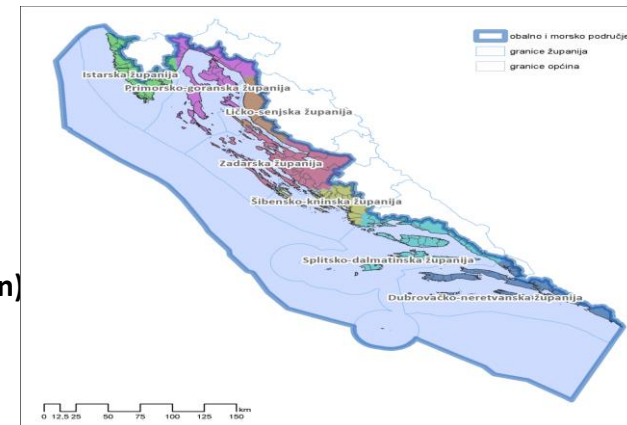 obalno i morsko područje
granice županija
granice općina
Istarska županija
Primorsko-goranska županija
Ličko-senjska županija
Zadarska županija
Šibensko-kninska županija
Splitsko-dalmatinska županija
Dubrovačko-neretvanska županija
n)
km
0 12,5 25 50 75 100 125 150